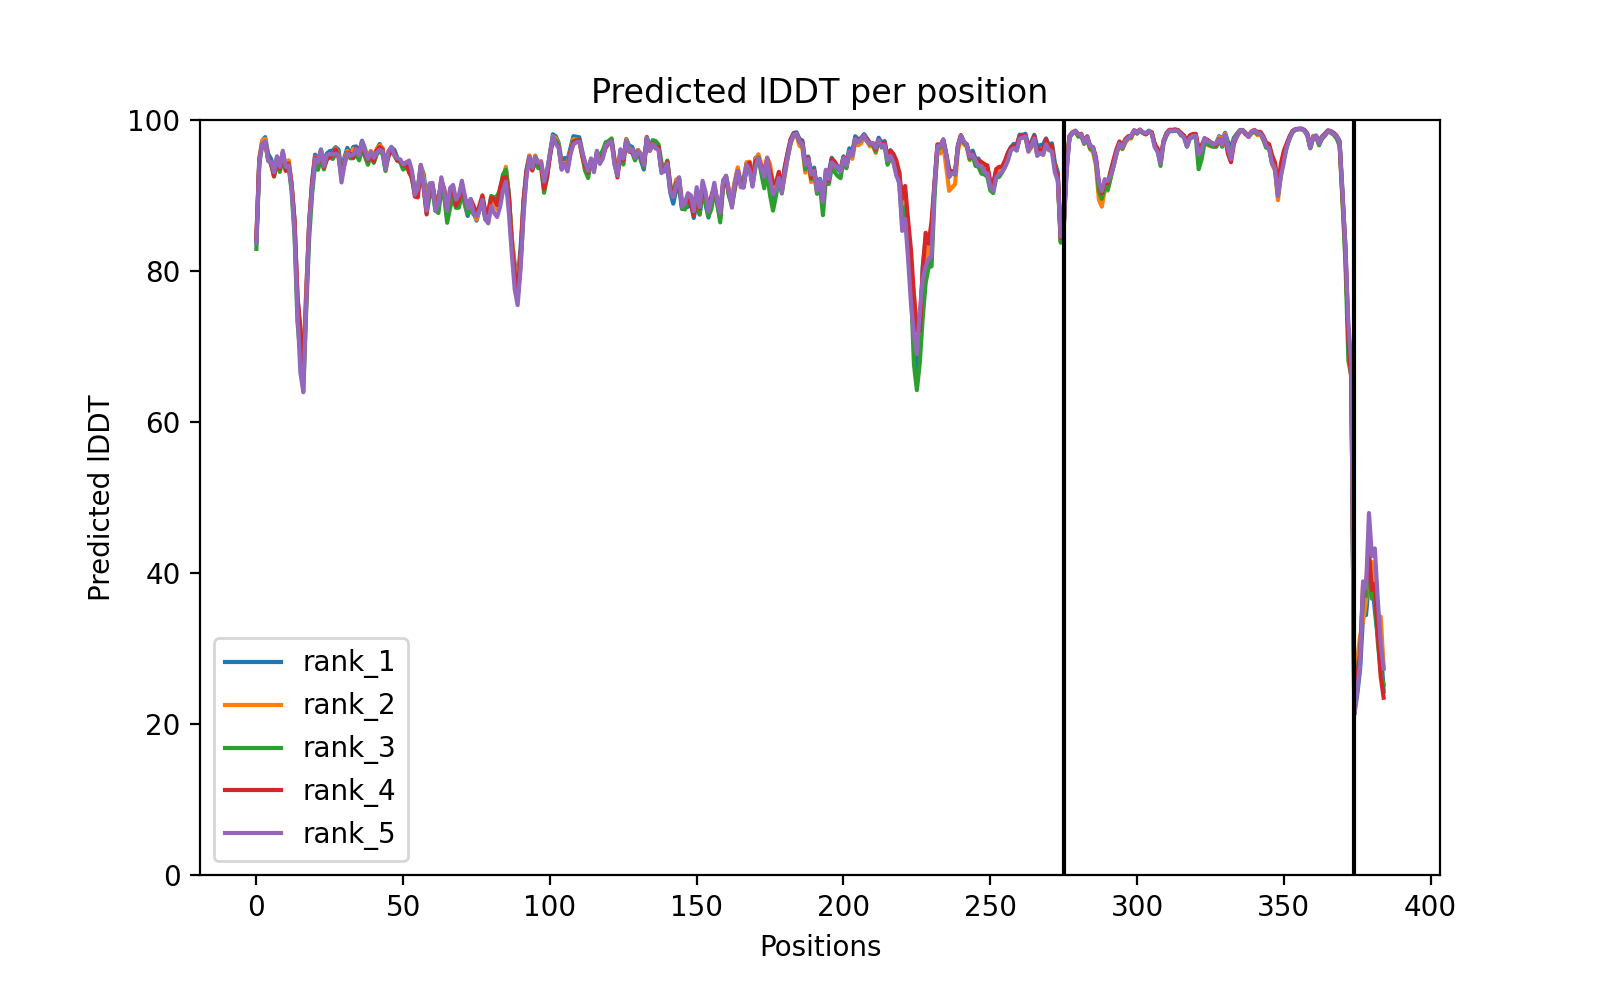 Predicted lDDT per position
100
80
60
40
20
0
Predicted lDDT
rank_1
rank_2
rank_3
rank_4
rank_5
0 50 100 150 200 250 300 350 400
Positions